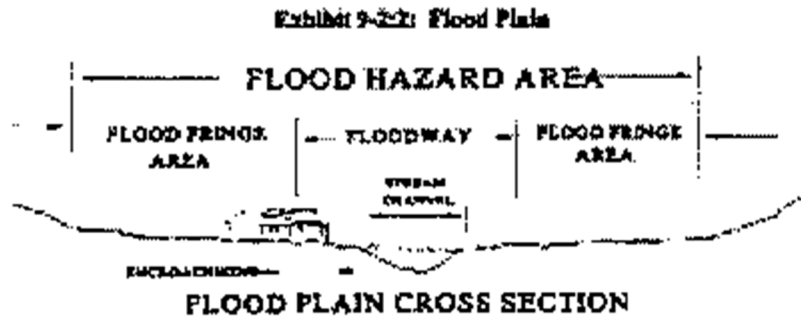 Exhibit 9-2.2: Flood Plain
FLOOD HAZARD AREA
FLOOD FRINGE AREA
FLOODWAY
FLOOD FRINGE AREA
STREAM CHANNEL
ENCROACHMENT
FLOOD PLAIN CROSS SECTION